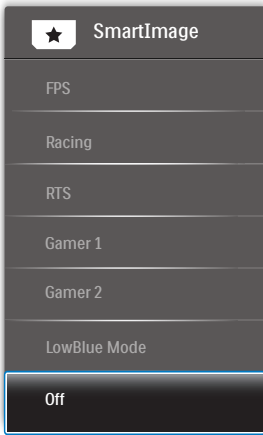 SmartImage
FPS
Racing
RTS
Gamer 1
Gamer 2
LowBlue Mode
Off